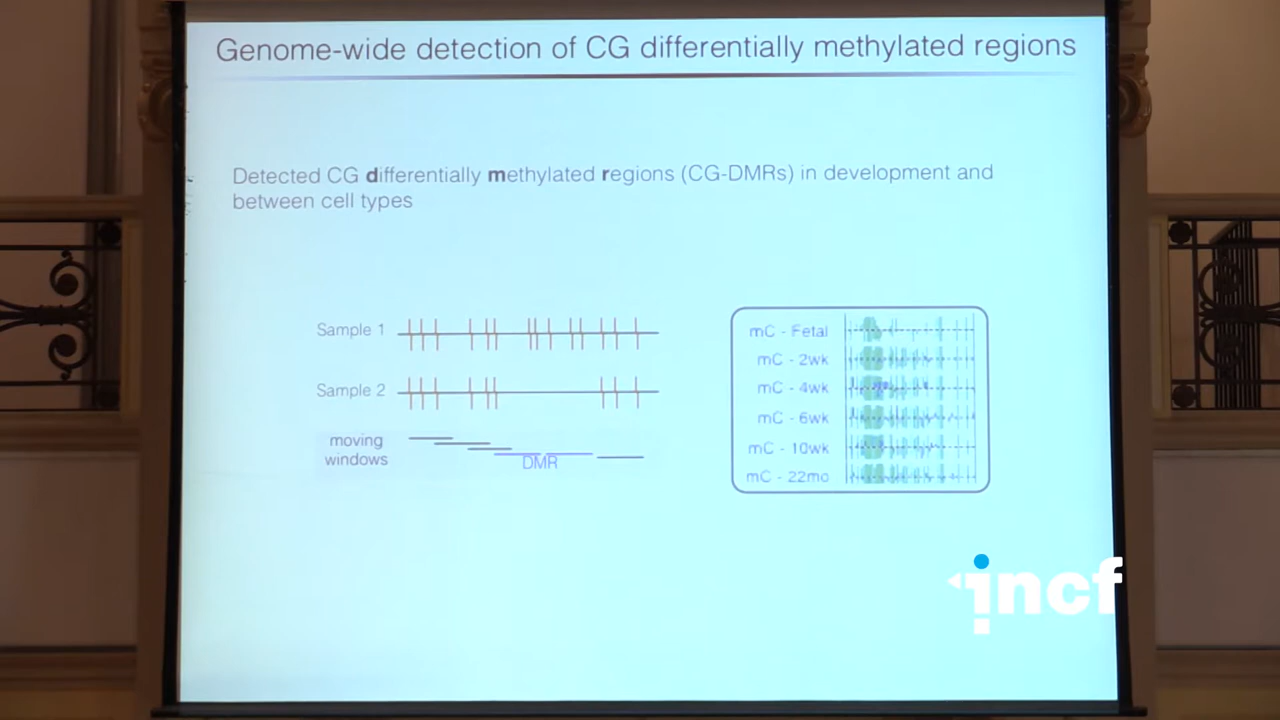 Genome-wide detection of CG differentially methylated regions
Detected CG differentially methylated regions (CG-DMRs) in development and
between cell types
Sample 1
Sample 2
moving
windows
DMR
mC - Fetal
mC - 2wk
mC - 4wk
mC - 6wk
mC - 10wk
mC - 22mo
incf